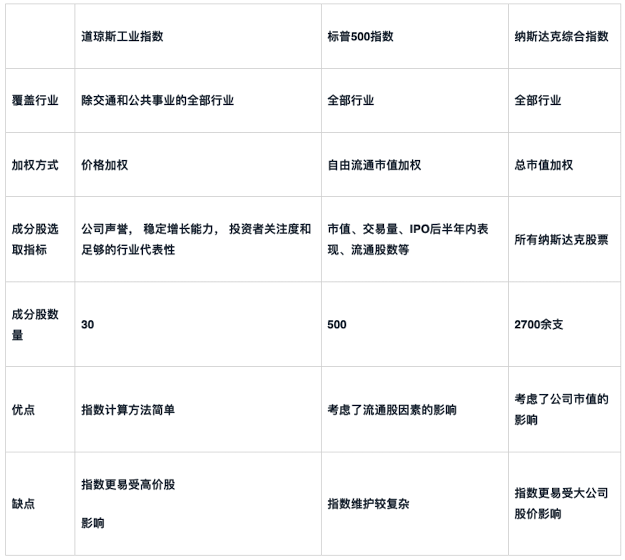 道琼斯工业指数
标普500指数
纳斯达克综合指数
覆盖行业
除交通和公共事业的全部行业
全部行业
全部行业
加权方式
价格加权
自由流通市值加权
总市值加权
成分股选
取指标
公司声誉， 稳定增长能力， 投资者关注度和
足够的行业代表性
市值、交易量、IPO后半年内表
现、流通股数等
所有纳斯达克股票
成分股数
量
30
500
2700余支
优点
指数计算方法简单
考虑了流通股因素的影响
考虑了公司市值的
影响
缺点
指数更易受高价股
影响
指数维护较复杂
指数更易受大公司
股价影响